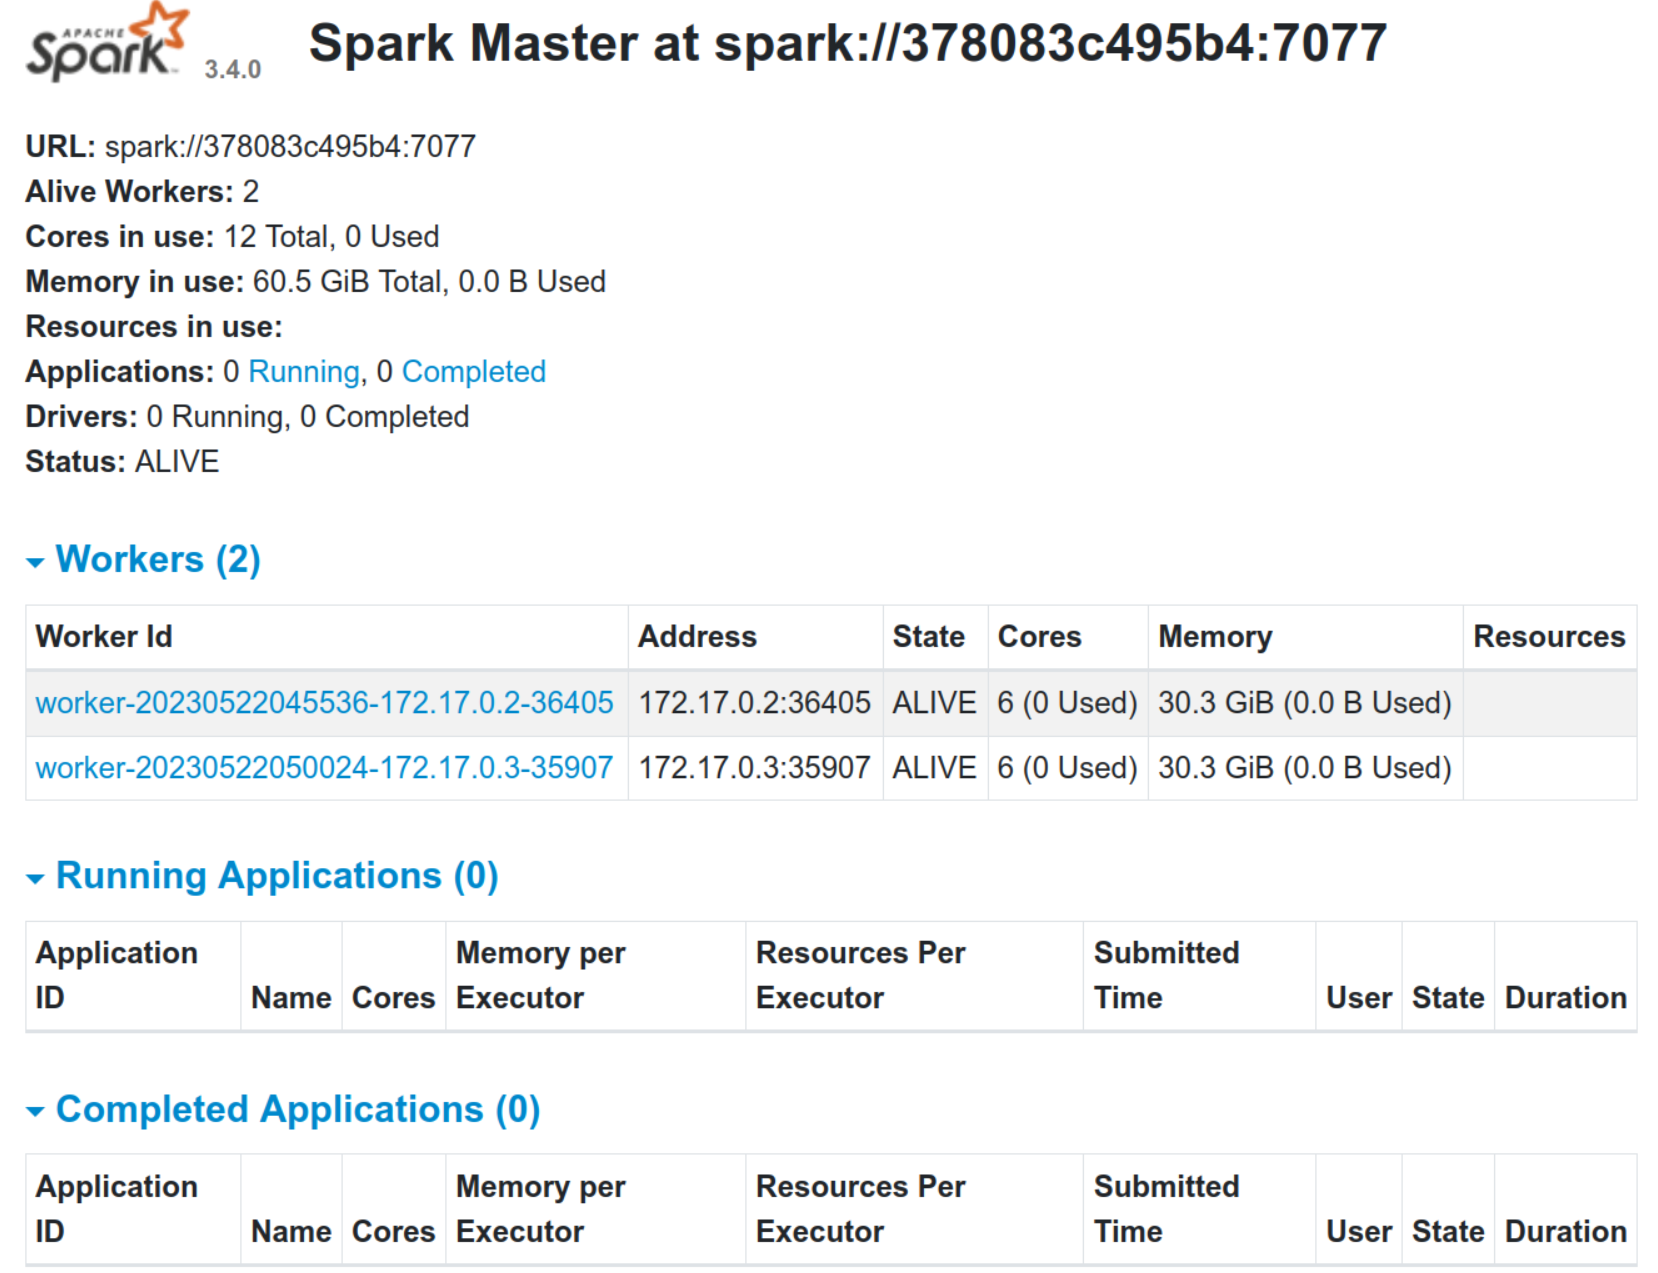 APACHE
Spark 3.4.0
Spark Master at spark://378083c495b4:7077
URL: spark://378083c495b4:7077
Alive Workers: 2
Cores in use: 12 Total, 0 Used
Memory in use: 60.5 GiB Total, 0.0 B Used
Resources in use:
Applications: 0 Running, 0 Completed
Drivers: 0 Running, 0 Completed
Status: ALIVE
Workers (2)
Worker Id Address State Cores Memory Resources
worker-20230522045536-172.17.0.2-36405 172.17.0.2:36405 ALIVE 6 (0 Used) 30.3 GiB (0.0 B Used)
worker-20230522050024-172.17.0.3-35907 172.17.0.3:35907 ALIVE 6 (0 Used) 30.3 GiB (0.0 B Used)
Running Applications (0)
Application ID Name Cores Memory per Executor Resources Per Executor Submitted Time User State Duration
Completed Applications (0)
Application ID Name Cores Memory per Executor Resources Per Executor Submitted Time User State Duration